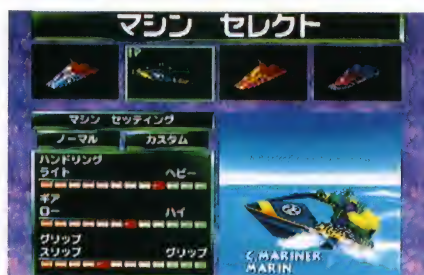 マシン セレクト
1P
マシン セッティング
ノーマル カスタム
ハンドリング
ライト ヘビー
ギア
ロー ハイ
グリップ
スリップ グリップ
C.MARINER
MARIN